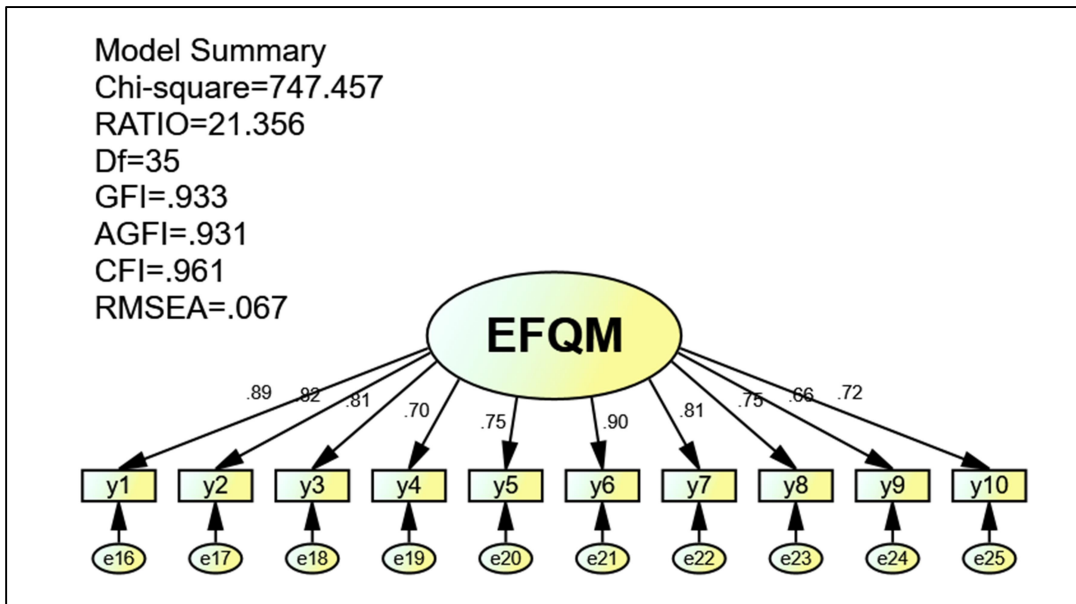 Model Summary
Chi-square=747.457
RATIO=21.356
Df=35
GFI=.933
AGFI=.931
CFI=.961
RMSEA=.067
EFQM
.89 .82 .81 .70 .75 .90 .81 .75 .66 .72
y1 y2 y3 y4 y5 y6 y7 y8 y9 y10
e16 e17 e18 e19 e20 e21 e22 e23 e24 e25